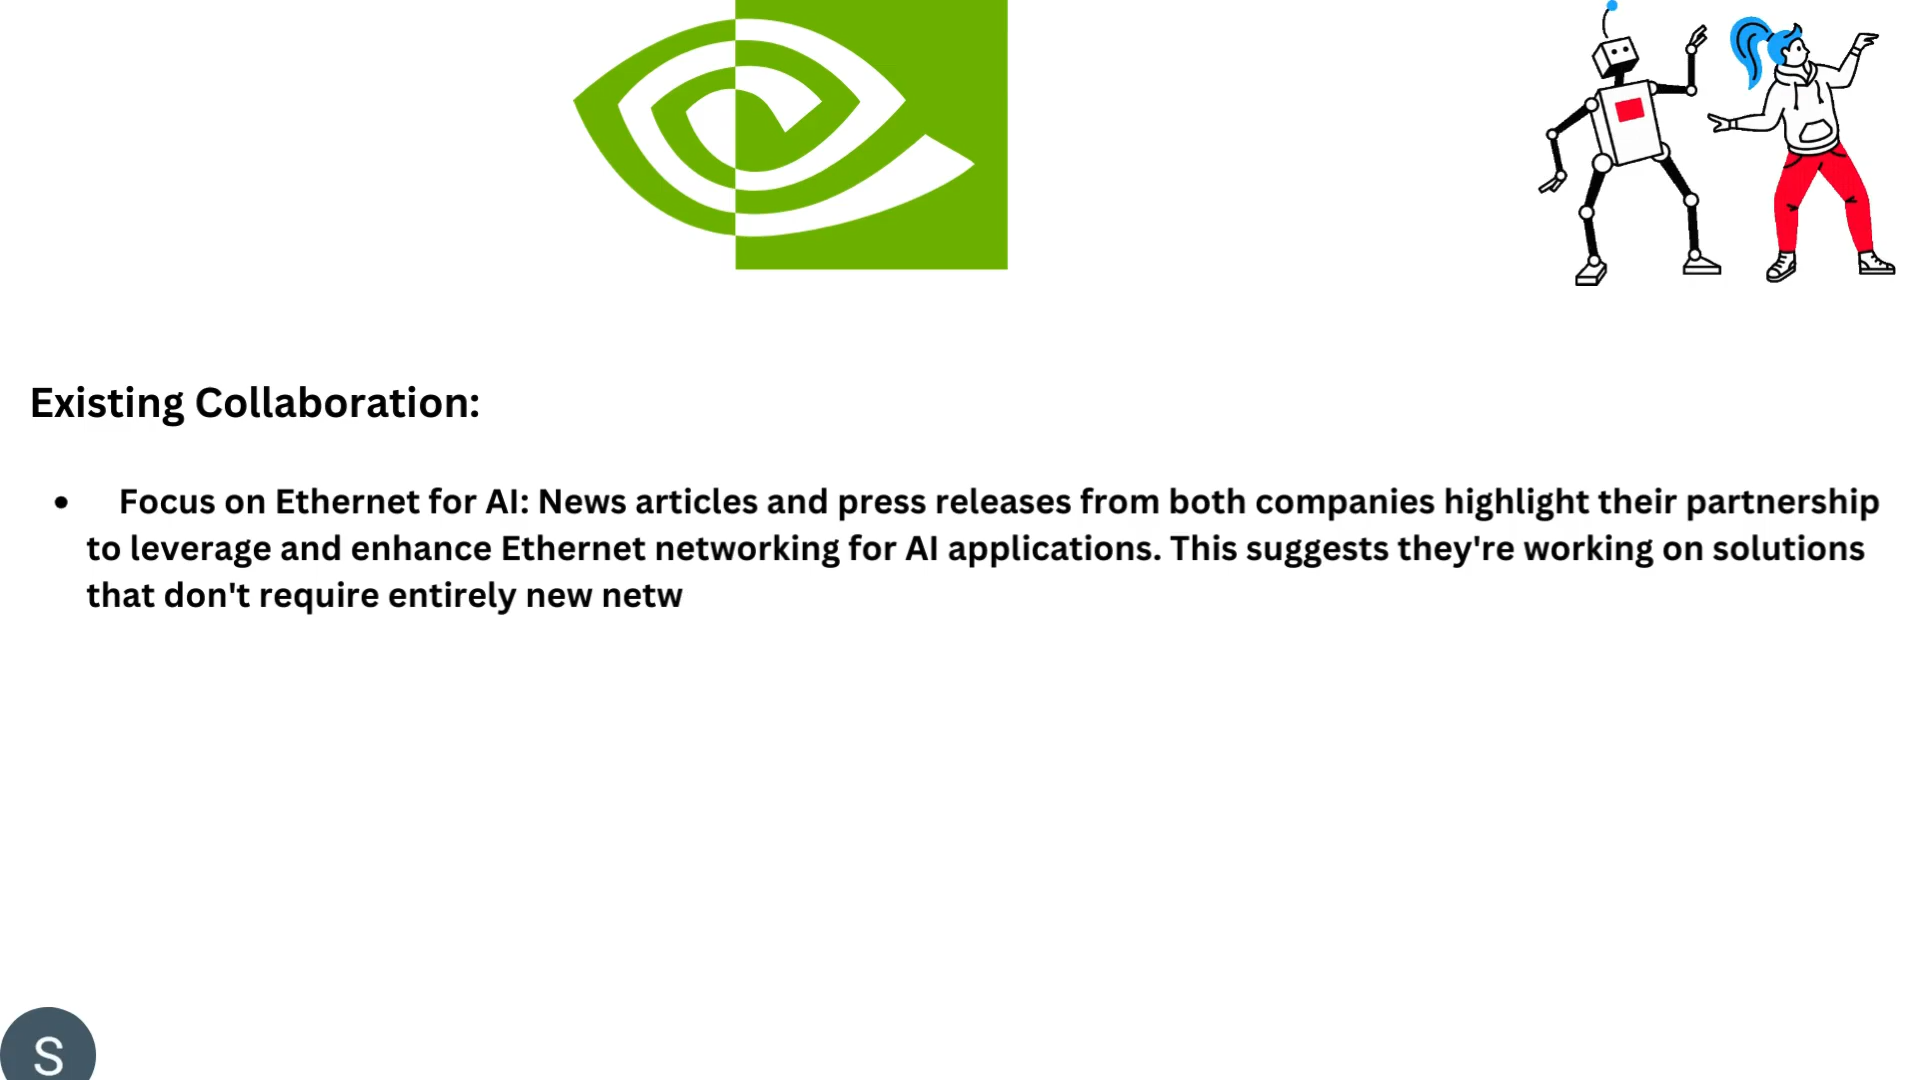 Existing Collaboration:
• Focus on Ethernet for AI: News articles and press releases from both companies highlight their partnership
to leverage and enhance Ethernet networking for AI applications. This suggests they're working on solutions
that don't require entirely new netw
S